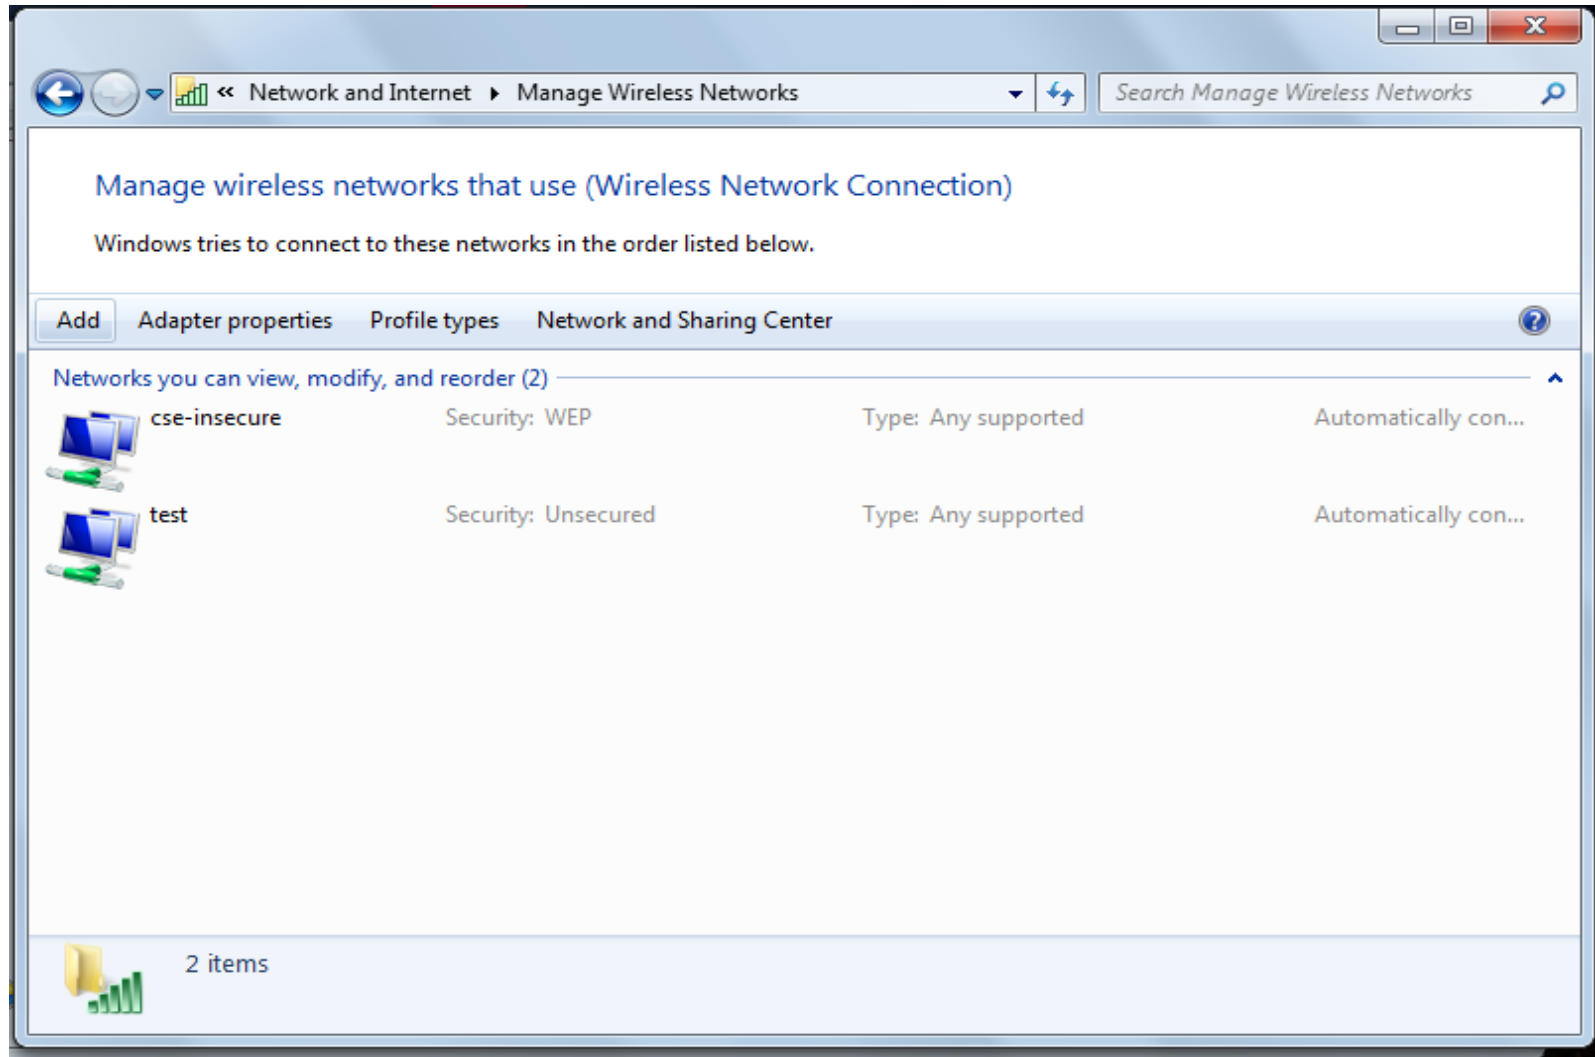 « Network and Internet ▸ Manage Wireless Networks Search Manage Wireless Networks
Manage wireless networks that use (Wireless Network Connection)
Windows tries to connect to these networks in the order listed below.
Add Adapter properties Profile types Network and Sharing Center
Networks you can view, modify, and reorder (2)
cse-insecure Security: WEP Type: Any supported Automatically con...
test Security: Unsecured Type: Any supported Automatically con...
2 items